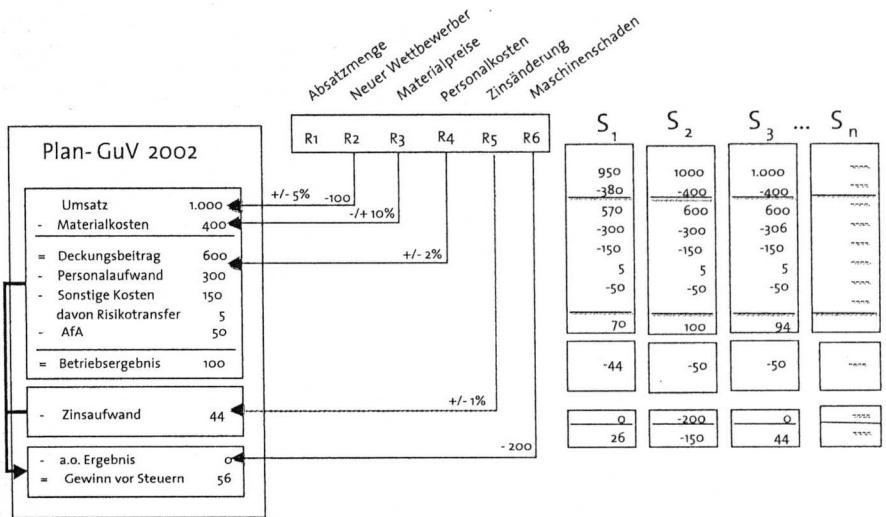 Absatzmenge
Neuer Wettbewerber
Materialpreise
Personalkosten
Zinsänderung
Maschinenschaden
R1 R2 R3 R4 R5 R6
S1 S2 S3 ... Sn
Plan- GuV 2002
Umsatz 1.000
- Materialkosten 400
= Deckungsbeitrag 600
- Personalaufwand 300
- Sonstige Kosten 150
davon Risikotransfer 5
- AfA 50
= Betriebsergebnis 100
- Zinsaufwand 44
- a.o. Ergebnis 0
= Gewinn vor Steuern 56
+/- 5% -100
-/+ 10%
+/- 2%
+/- 1%
- 200
950 1000 1.000
-380 -400 -400
570 600 600
-300 -300 -306
-150 -150 -150
5 5 5
-50 -50 -50
70 100 94
-44 -50 -50
0 -200 0
26 -150 44